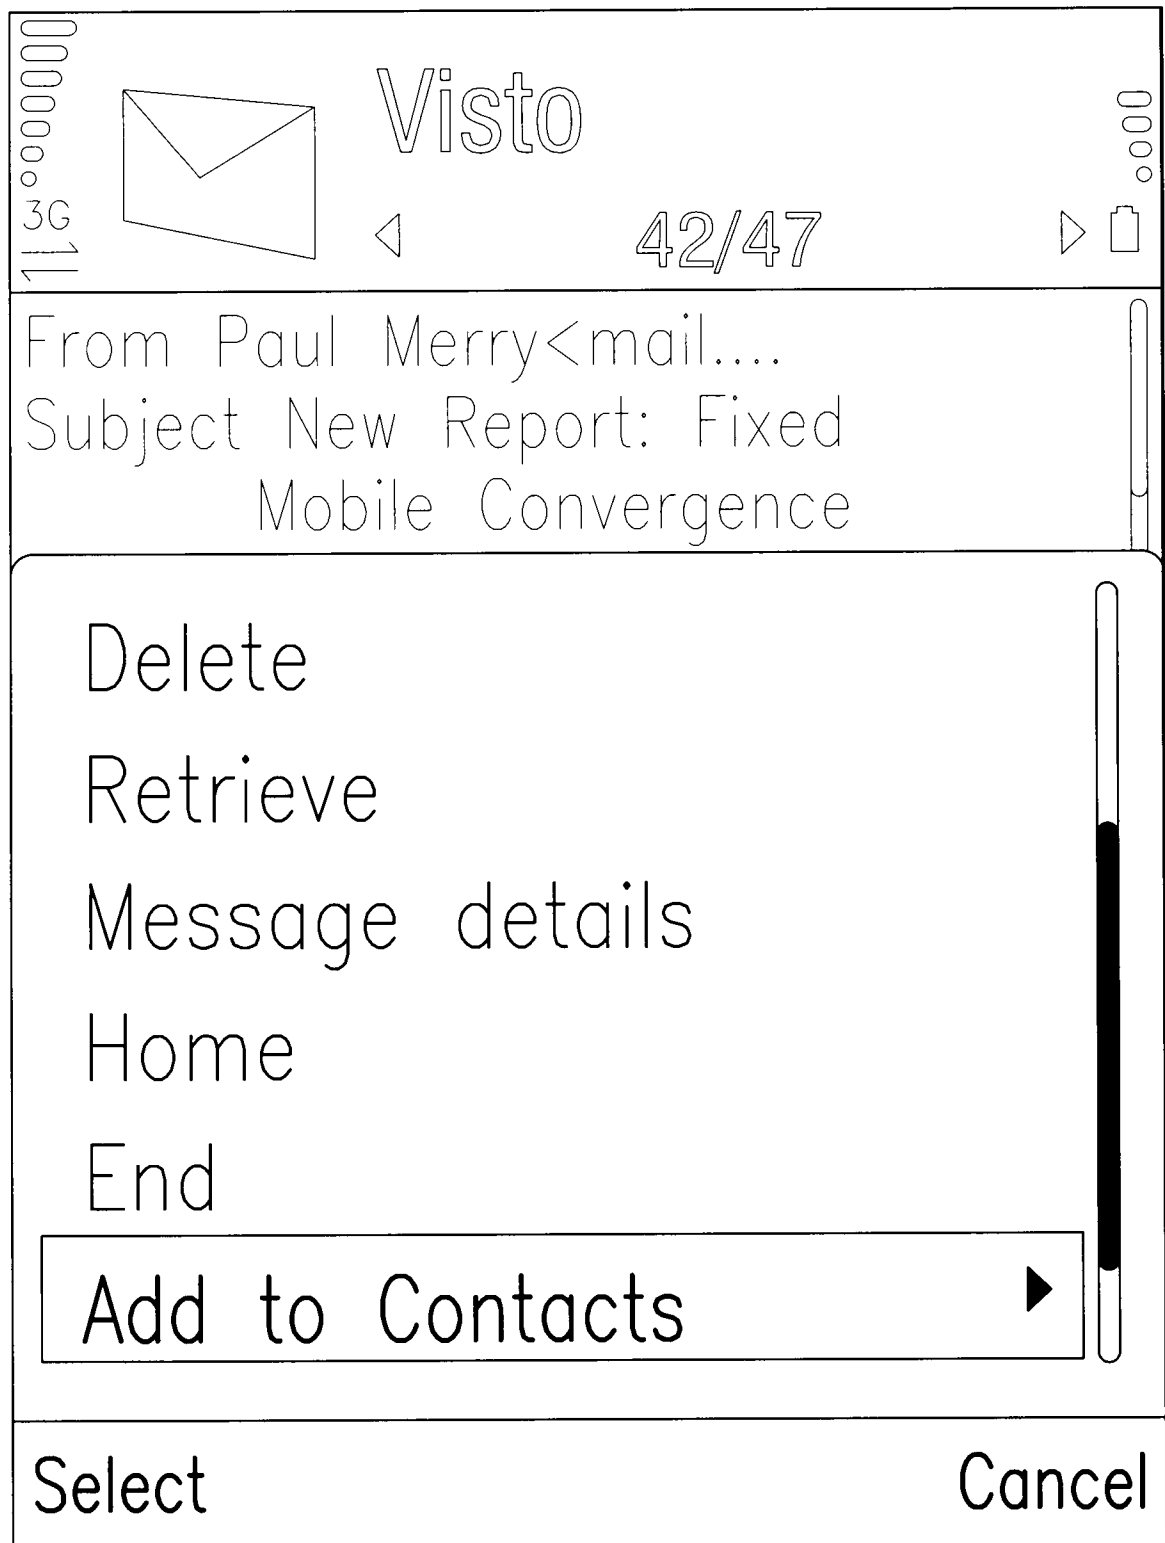 Visto
3G
42/47
From Paul Merry<mail....
Subject New Report: Fixed
Mobile Convergence
Delete
Retrieve
Message details
Home
End
Add to Contacts
Select
Cancel